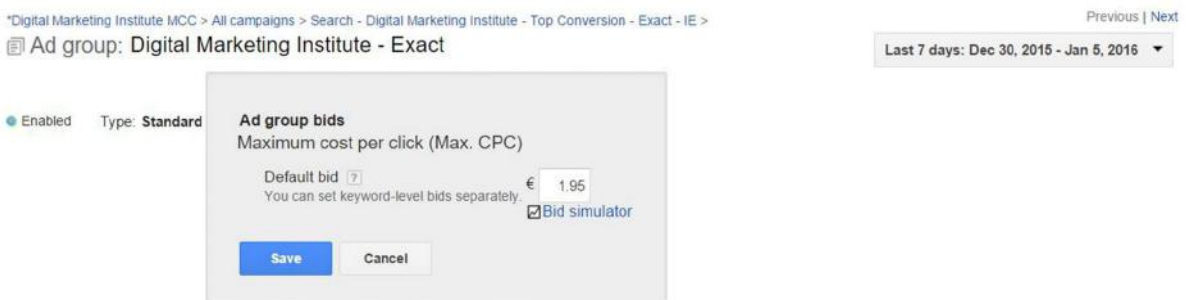 *Digital Marketing Institute MCC > All campaigns > Search - Digital Marketing Institute - Top Conversion - Exact - IE >
Previous | Next
Ad group: Digital Marketing Institute - Exact
Last 7 days: Dec 30, 2015 - Jan 5, 2016
Enabled Type: Standard
Ad group bids
Maximum cost per click (Max. CPC)
Default bid ? € 1.95
You can set keyword-level bids separately.
Bid simulator
Save Cancel